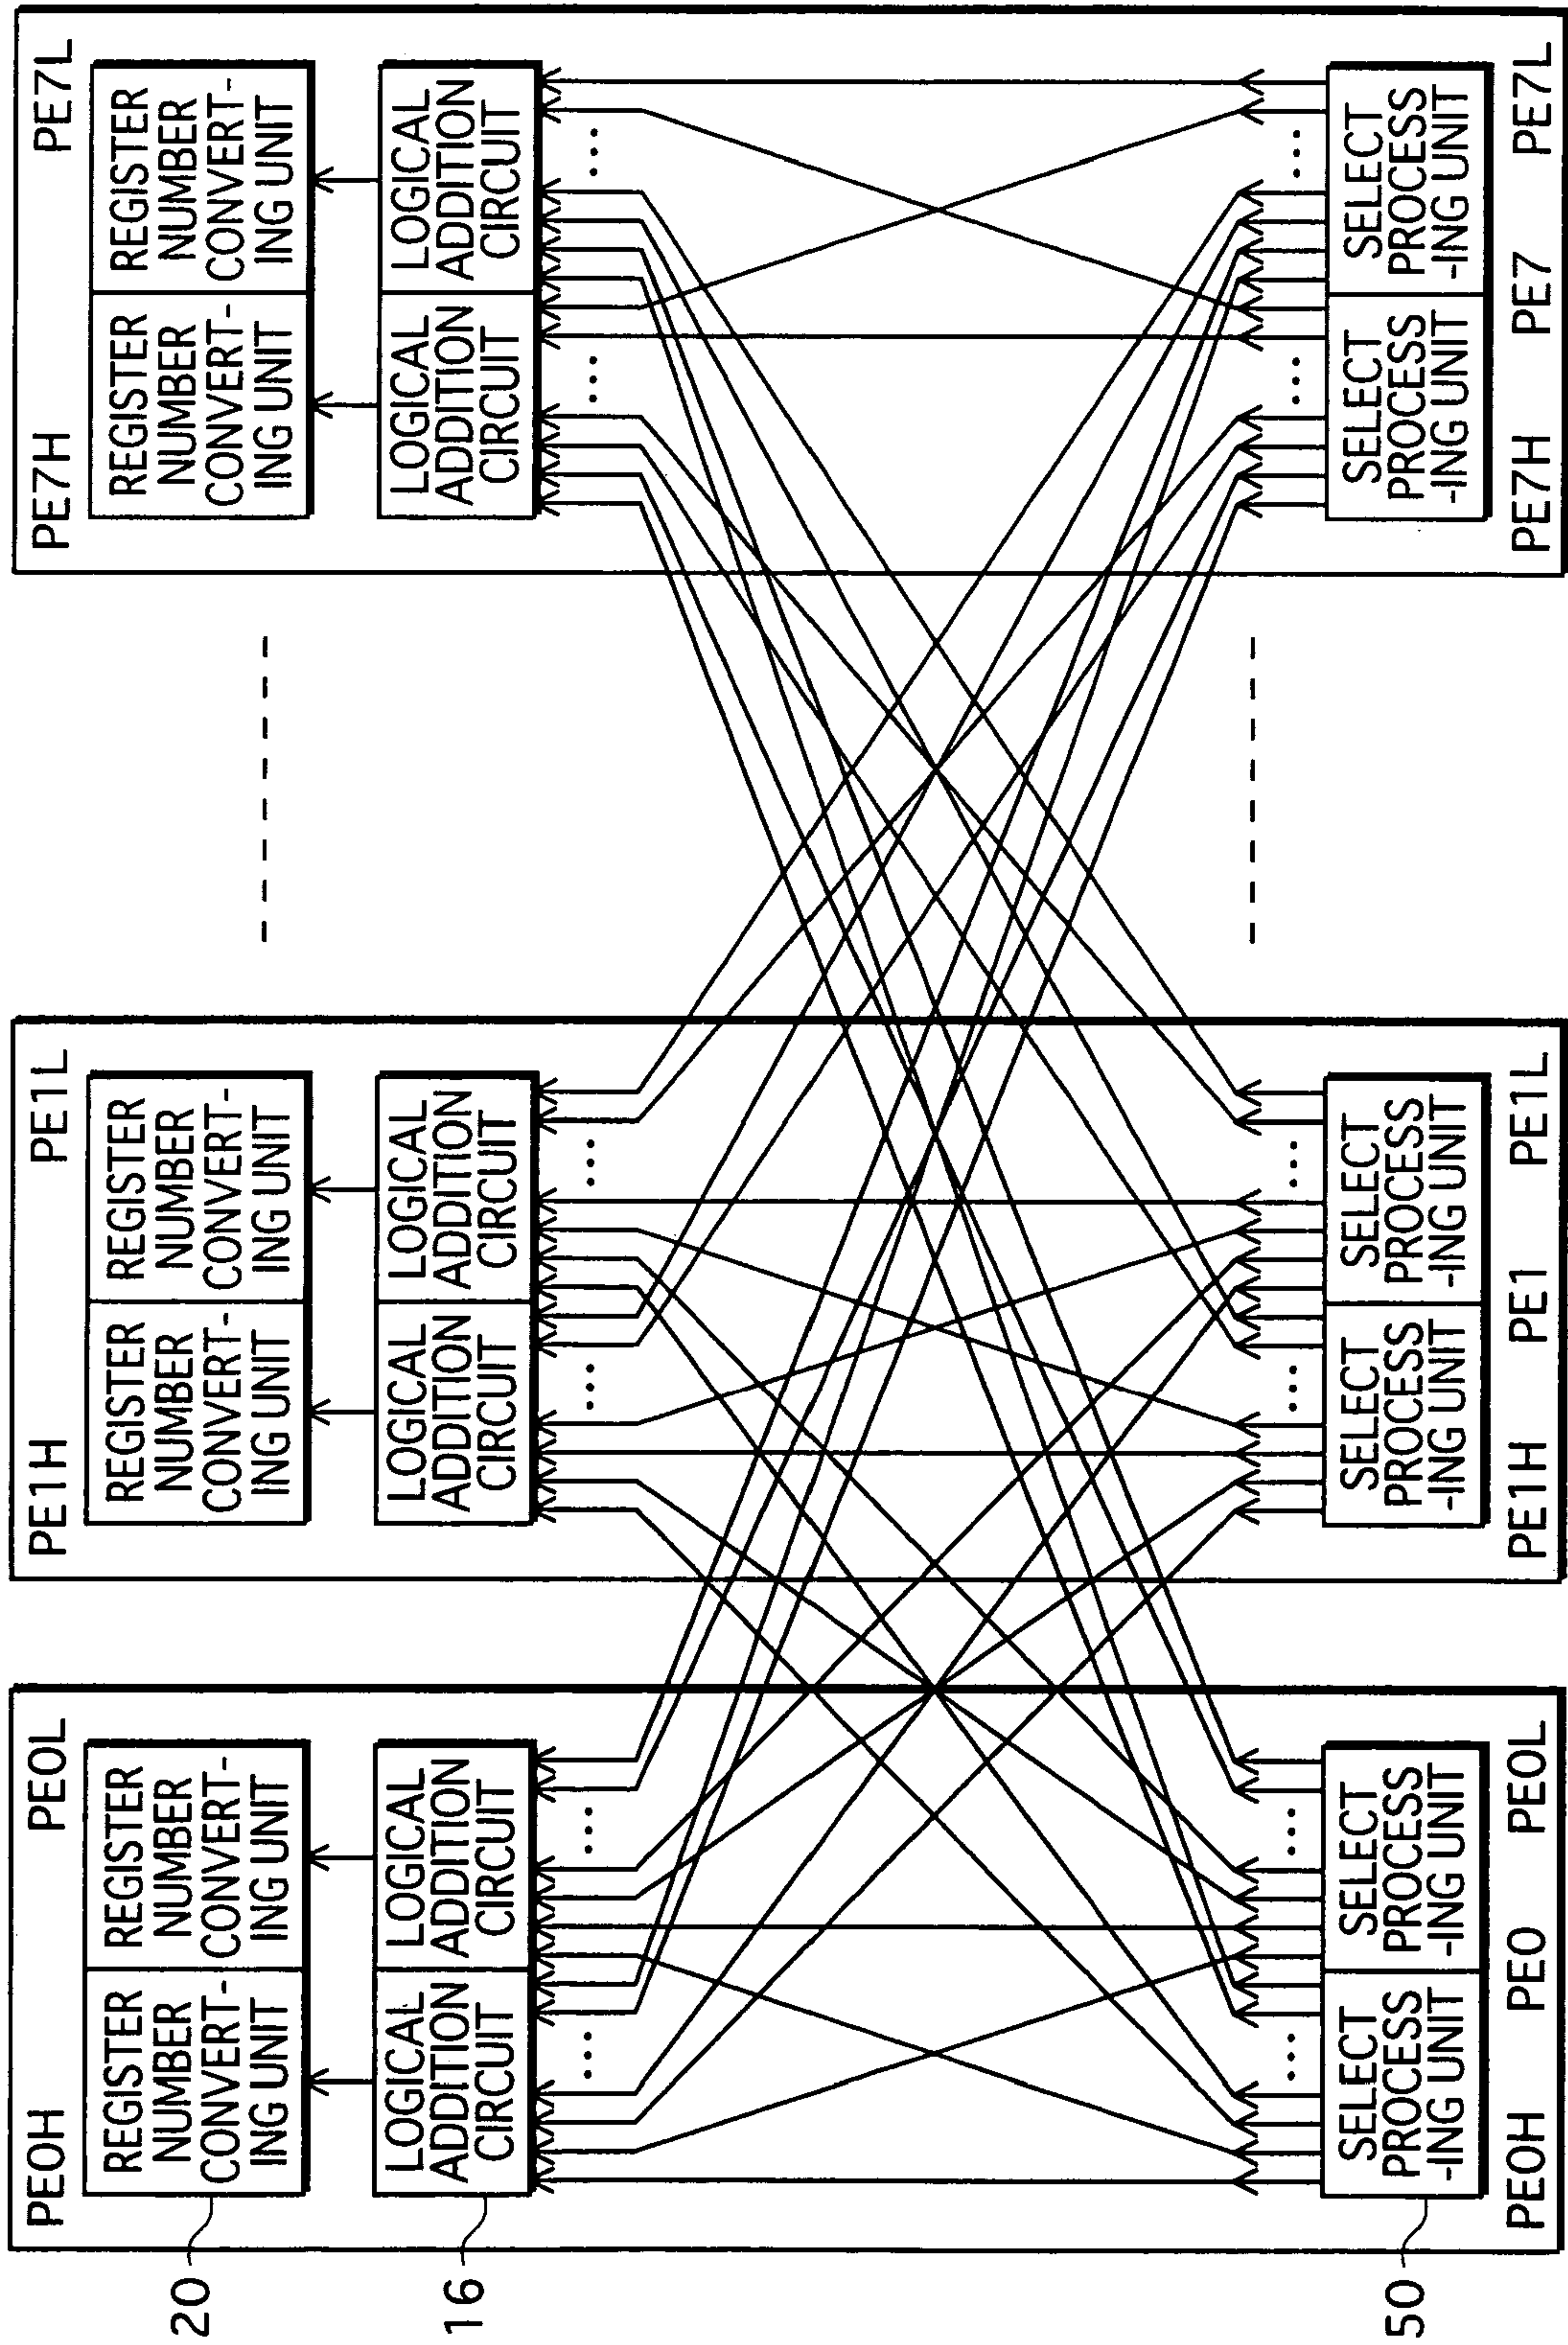 PE0H
PE0L
REGISTER
NUMBER
CONVERT-
ING UNIT
REGISTER
NUMBER
CONVERT-
ING UNIT
20
LOGICAL
ADDITION
CIRCUIT
LOGICAL
ADDITION
CIRCUIT
16
...
...
...
...
SELECT
PROCESS
-ING UNIT
SELECT
PROCESS
-ING UNIT
50
PE0H
PE0
PE0L
PE1H
PE1L
REGISTER
NUMBER
CONVERT-
ING UNIT
REGISTER
NUMBER
CONVERT-
ING UNIT
LOGICAL
ADDITION
CIRCUIT
LOGICAL
ADDITION
CIRCUIT
...
...
...
...
SELECT
PROCESS
-ING UNIT
SELECT
PROCESS
-ING UNIT
PE1H
PE1
PE1L
PE7H
PE7L
REGISTER
NUMBER
CONVERT-
ING UNIT
REGISTER
NUMBER
CONVERT-
ING UNIT
LOGICAL
ADDITION
CIRCUIT
LOGICAL
ADDITION
CIRCUIT
...
...
...
...
SELECT
PROCESS
-ING UNIT
SELECT
PROCESS
-ING UNIT
PE7H
PE7
PE7L